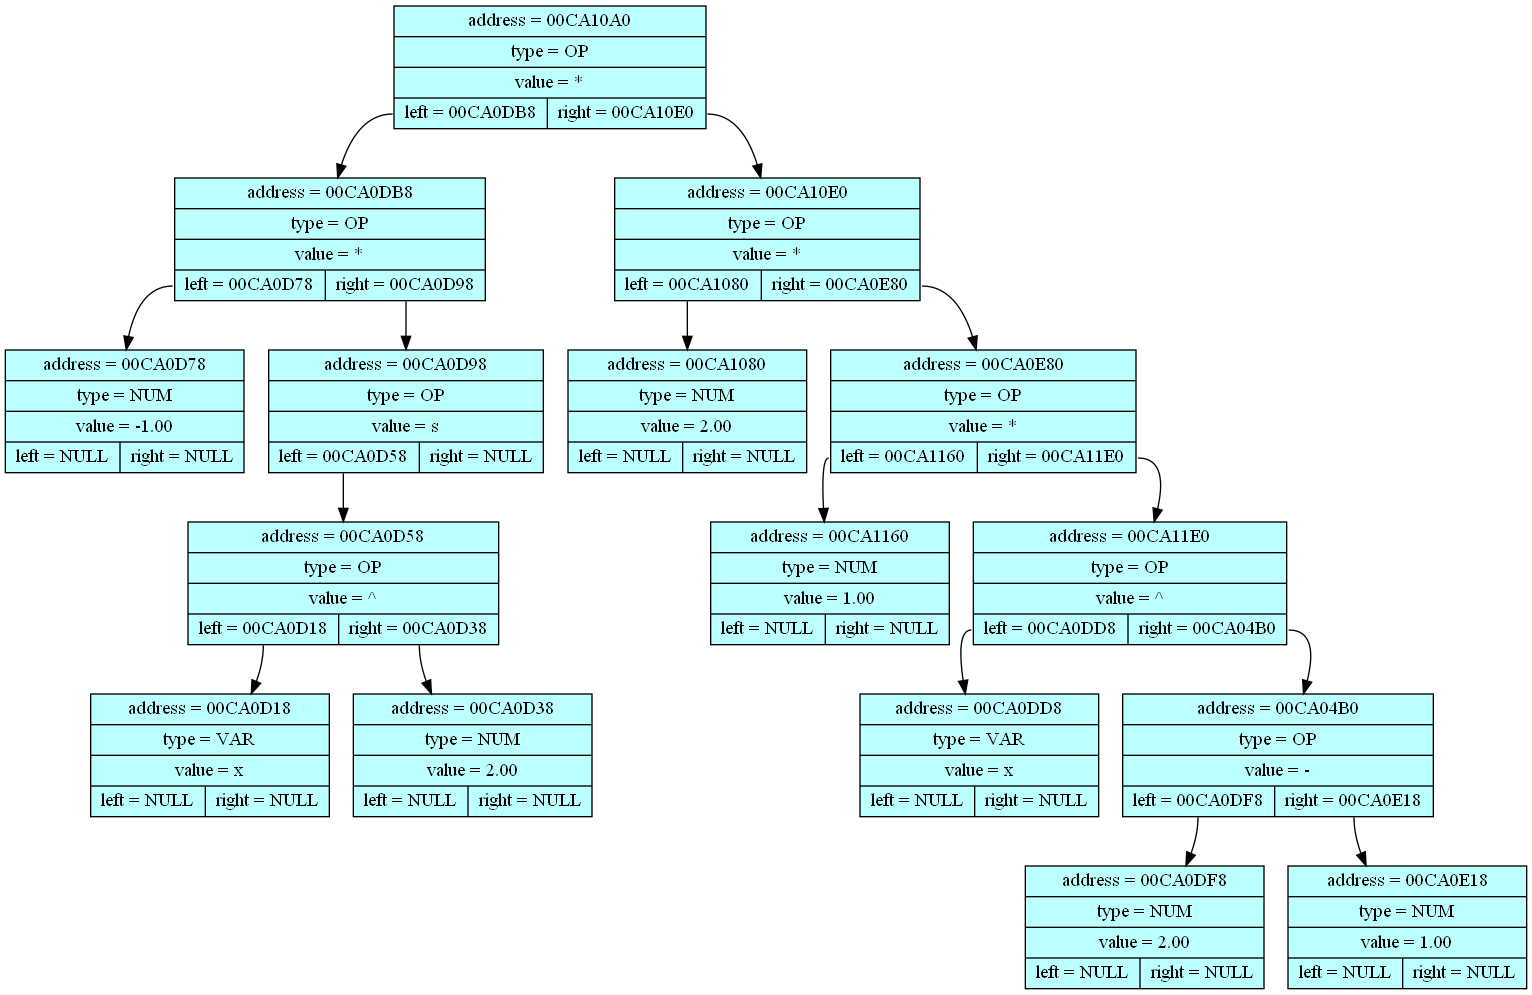 address = 00CA10A0
type = OP
value = *
left = 00CA0DB8 right = 00CA10E0
address = 00CA0DB8
type = OP
value = *
left = 00CA0D78 right = 00CA0D98
address = 00CA10E0
type = OP
value = *
left = 00CA1080 right = 00CA0E80
address = 00CA0D78
type = NUM
value = -1.00
left = NULL right = NULL
address = 00CA0D98
type = OP
value = s
left = 00CA0D58 right = NULL
address = 00CA1080
type = NUM
value = 2.00
left = NULL right = NULL
address = 00CA0E80
type = OP
value = *
left = 00CA1160 right = 00CA11E0
address = 00CA0D58
type = OP
value = ^
left = 00CA0D18 right = 00CA0D38
address = 00CA1160
type = NUM
value = 1.00
left = NULL right = NULL
address = 00CA11E0
type = OP
value = ^
left = 00CA0DD8 right = 00CA04B0
address = 00CA0D18
type = VAR
value = x
left = NULL right = NULL
address = 00CA0D38
type = NUM
value = 2.00
left = NULL right = NULL
address = 00CA0DD8
type = VAR
value = x
left = NULL right = NULL
address = 00CA04B0
type = OP
value = -
left = 00CA0DF8 right = 00CA0E18
address = 00CA0DF8
type = NUM
value = 2.00
left = NULL right = NULL
address = 00CA0E18
type = NUM
value = 1.00
left = NULL right = NULL